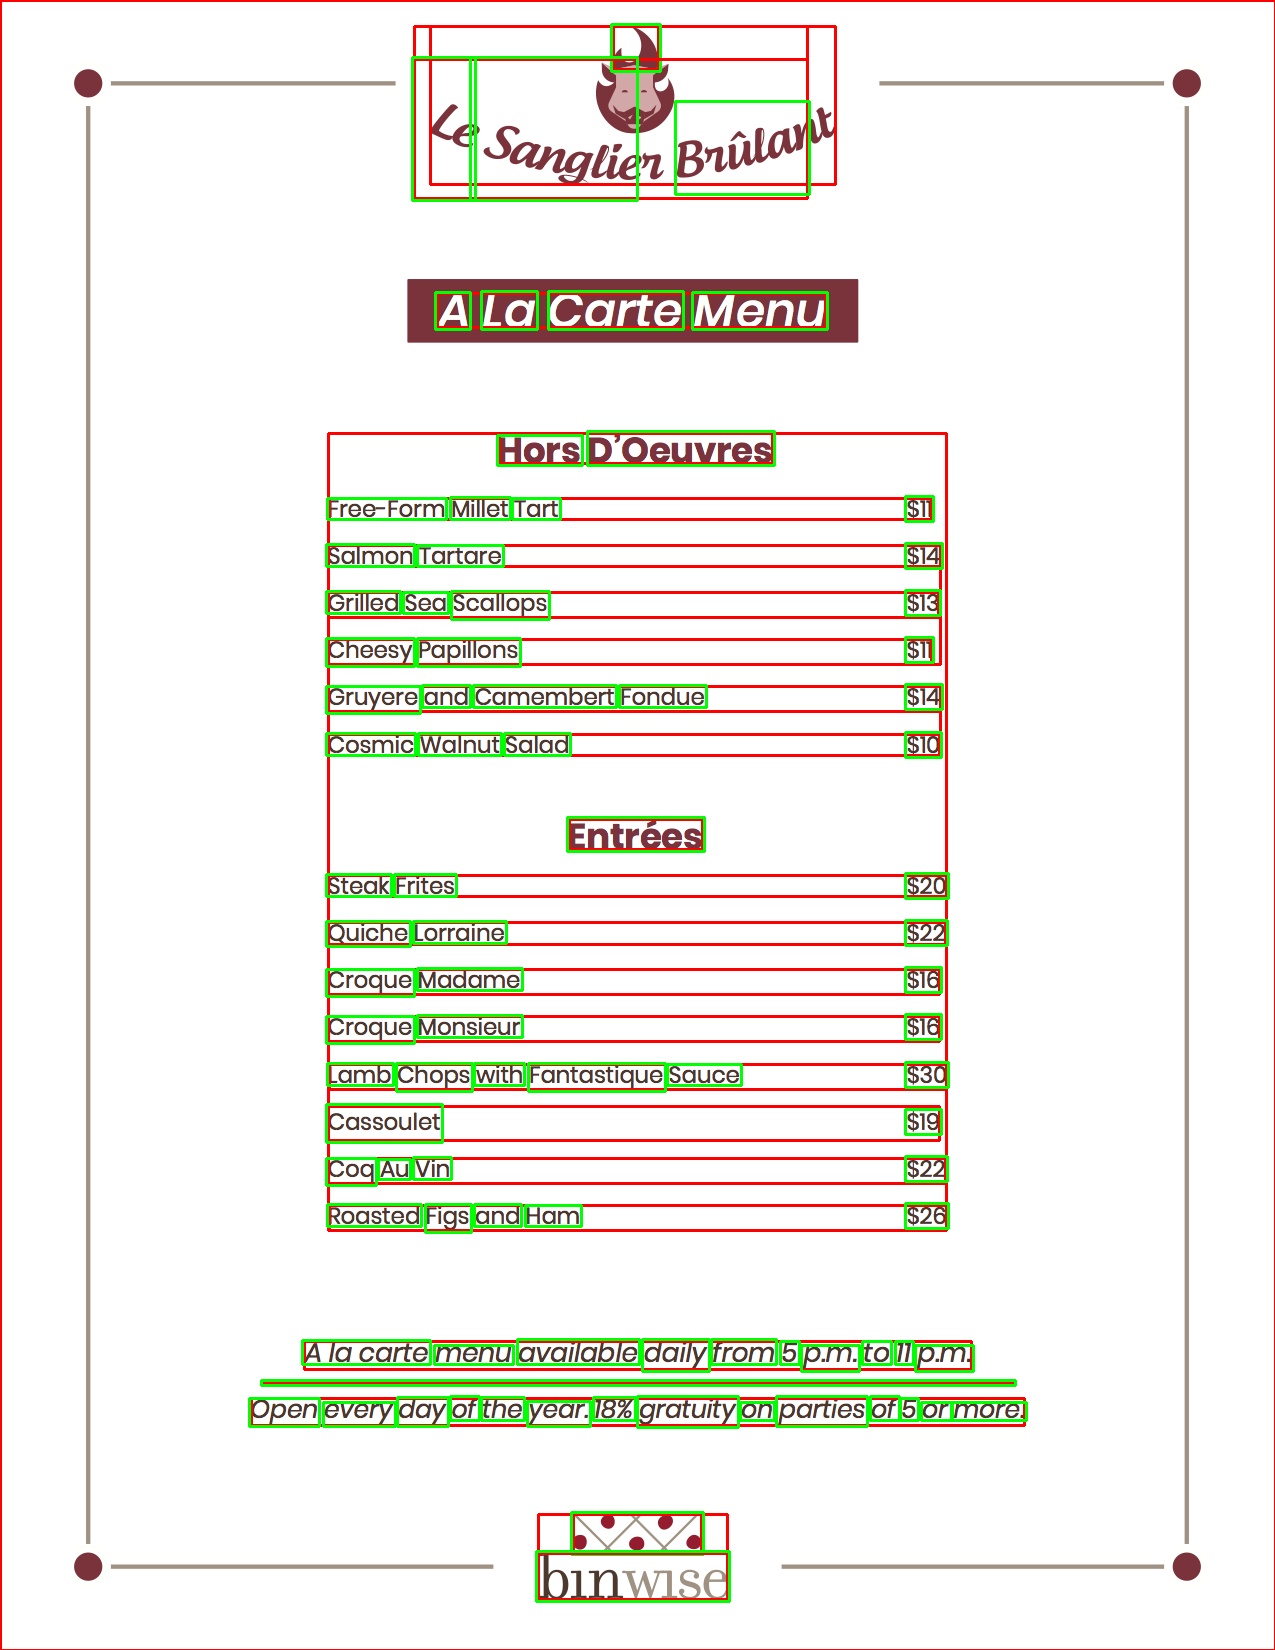 Le Sanglier Brûlant
A La Carte Menu
Hors D'Oeuvres
Free-Form Millet Tart $11
Salmon Tartare $14
Grilled Sea Scallops $13
Cheesy Papillons $11
Gruyere and Camembert Fondue $14
Cosmic Walnut Salad $10
Entrées
Steak Frites $20
Quiche Lorraine $22
Croque Madame $16
Croque Monsieur $16
Lamb Chops with Fantastique Sauce $30
Cassoulet $19
Coq Au Vin $22
Roasted Figs and Ham $26
A la carte menu available daily from 5 p.m. to 11 p.m.
Open every day of the year. 18% gratuity on parties of 5 or more.
binwise